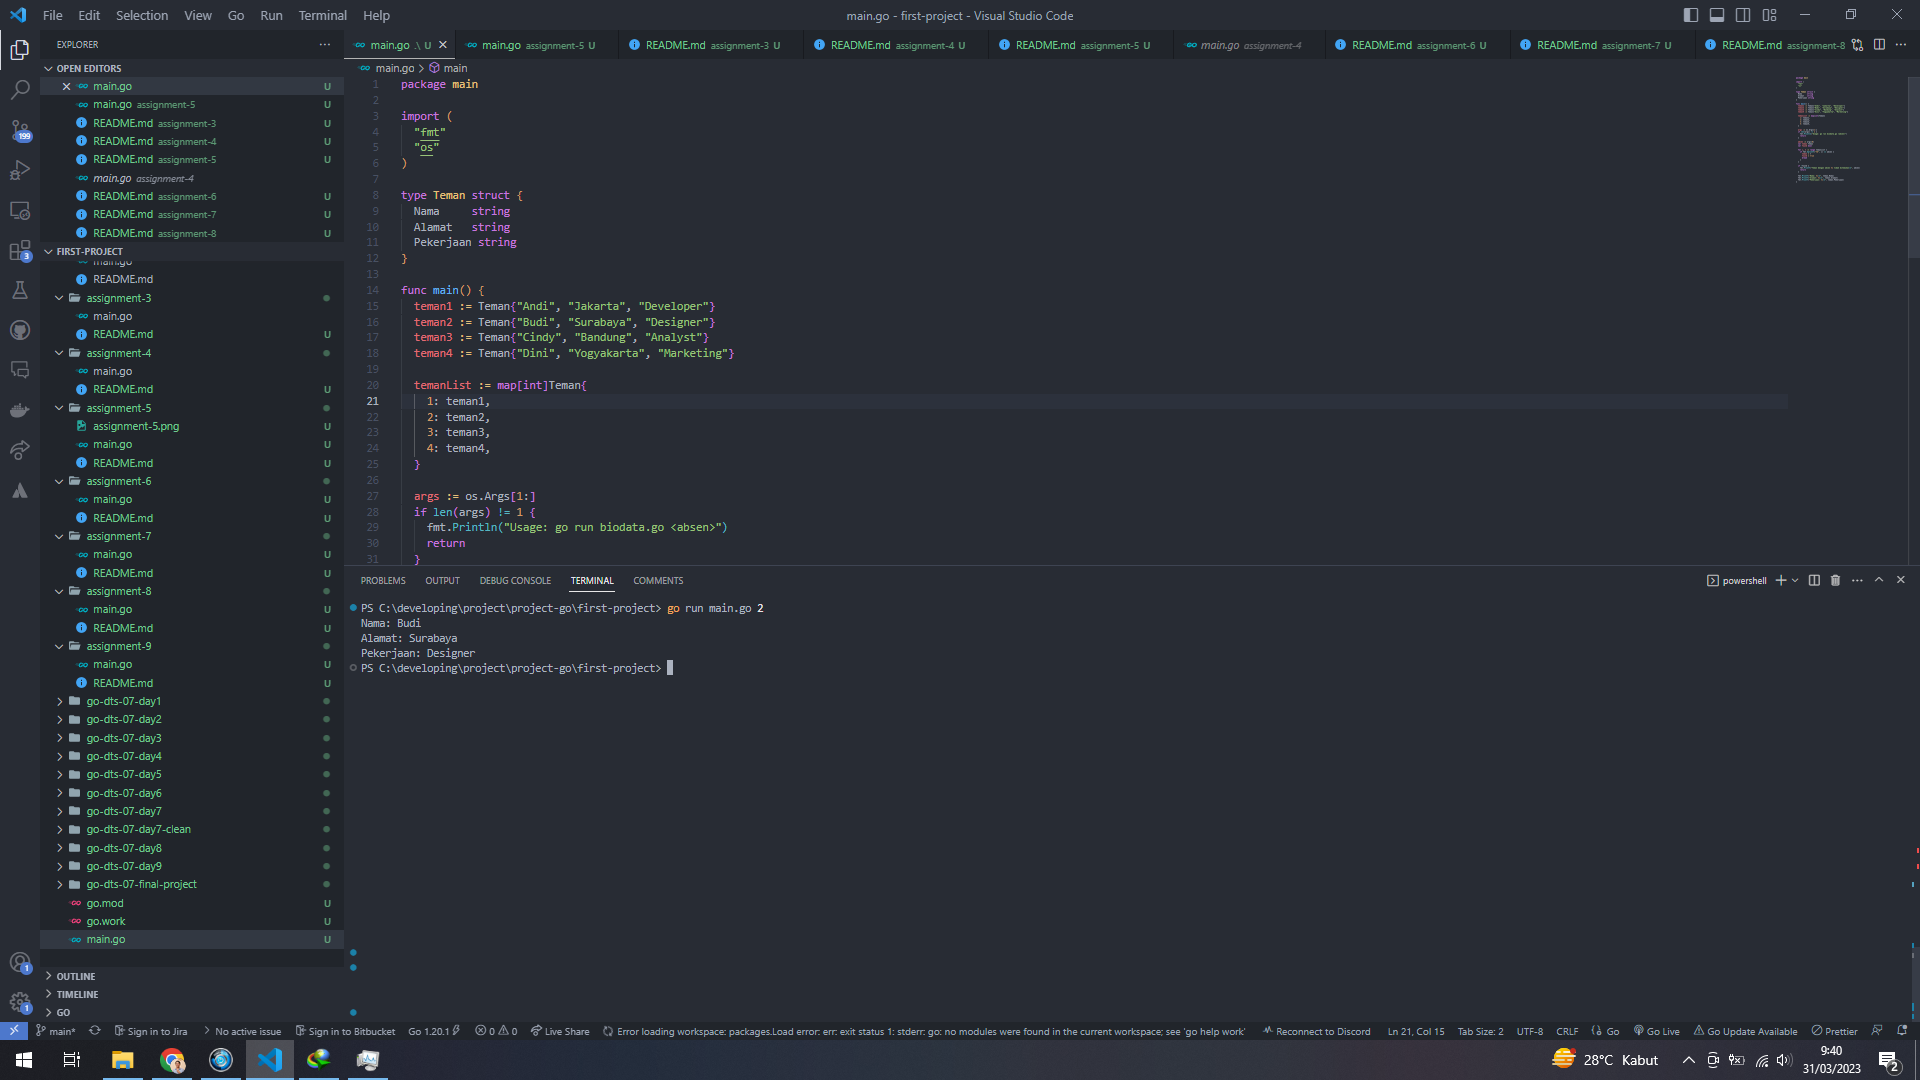 File Edit Selection View Go Run Terminal Help
main.go - first-project - Visual Studio Code
EXPLORER
OPEN EDITORS
main.go U
main.go assignment-5 U
README.md assignment-3 U
README.md assignment-4 U
README.md assignment-5 U
main.go assignment-4
README.md assignment-6 U
README.md assignment-7 U
README.md assignment-8 U
FIRST-PROJECT
main.go
README.md
assignment-3
main.go
README.md U
assignment-4
main.go
README.md U
assignment-5
assignment-5.png U
main.go U
README.md U
assignment-6
main.go U
README.md U
assignment-7
main.go U
README.md U
assignment-8
main.go U
README.md U
assignment-9
main.go U
README.md U
go-dts-07-day1
go-dts-07-day2
go-dts-07-day3
go-dts-07-day4
go-dts-07-day5
go-dts-07-day6
go-dts-07-day7
go-dts-07-day7-clean
go-dts-07-day8
go-dts-07-day9
go-dts-07-final-project
go.mod U
go.work U
main.go U
OUTLINE
TIMELINE
GO
199
3
1
1
main.go .\ U main.go assignment-5 U README.md assignment-3 U README.md assignment-4 U README.md assignment-5 U main.go assignment-4 README.md assignment-6 U README.md assignment-7 U README.md assignment-8
main.go > main
1 package main
2
3 import (
4 "fmt"
5 "os"
6 )
7
8 type Teman struct {
9 Nama string
10 Alamat string
11 Pekerjaan string
12 }
13
14 func main() {
15 teman1 := Teman{"Andi", "Jakarta", "Developer"}
16 teman2 := Teman{"Budi", "Surabaya", "Designer"}
17 teman3 := Teman{"Cindy", "Bandung", "Analyst"}
18 teman4 := Teman{"Dini", "Yogyakarta", "Marketing"}
19
20 temanList := map[int]Teman{
21 1: teman1,
22 2: teman2,
23 3: teman3,
24 4: teman4,
25 }
26
27 args := os.Args[1:]
28 if len(args) != 1 {
29 fmt.Println("Usage: go run biodata.go <absen>")
30 return
31 }
PROBLEMS OUTPUT DEBUG CONSOLE TERMINAL COMMENTS
powershell
PS C:\developing\project\project-go\first-project> go run main.go 2
Nama: Budi
Alamat: Surabaya
Pekerjaan: Designer
PS C:\developing\project\project-go\first-project>
main* Sign in to Jira No active issue Sign in to Bitbucket Go 1.20.1 0 0 Live Share Error loading workspace: packages.Load error: err: exit status 1: stderr: go: no modules were found in the current workspace; see 'go help work' Reconnect to Discord Ln 21, Col 15 Tab Size: 2 UTF-8 CRLF Go Go Live Go Update Available Prettier
28°C Kabut
9:40
31/03/2023
2